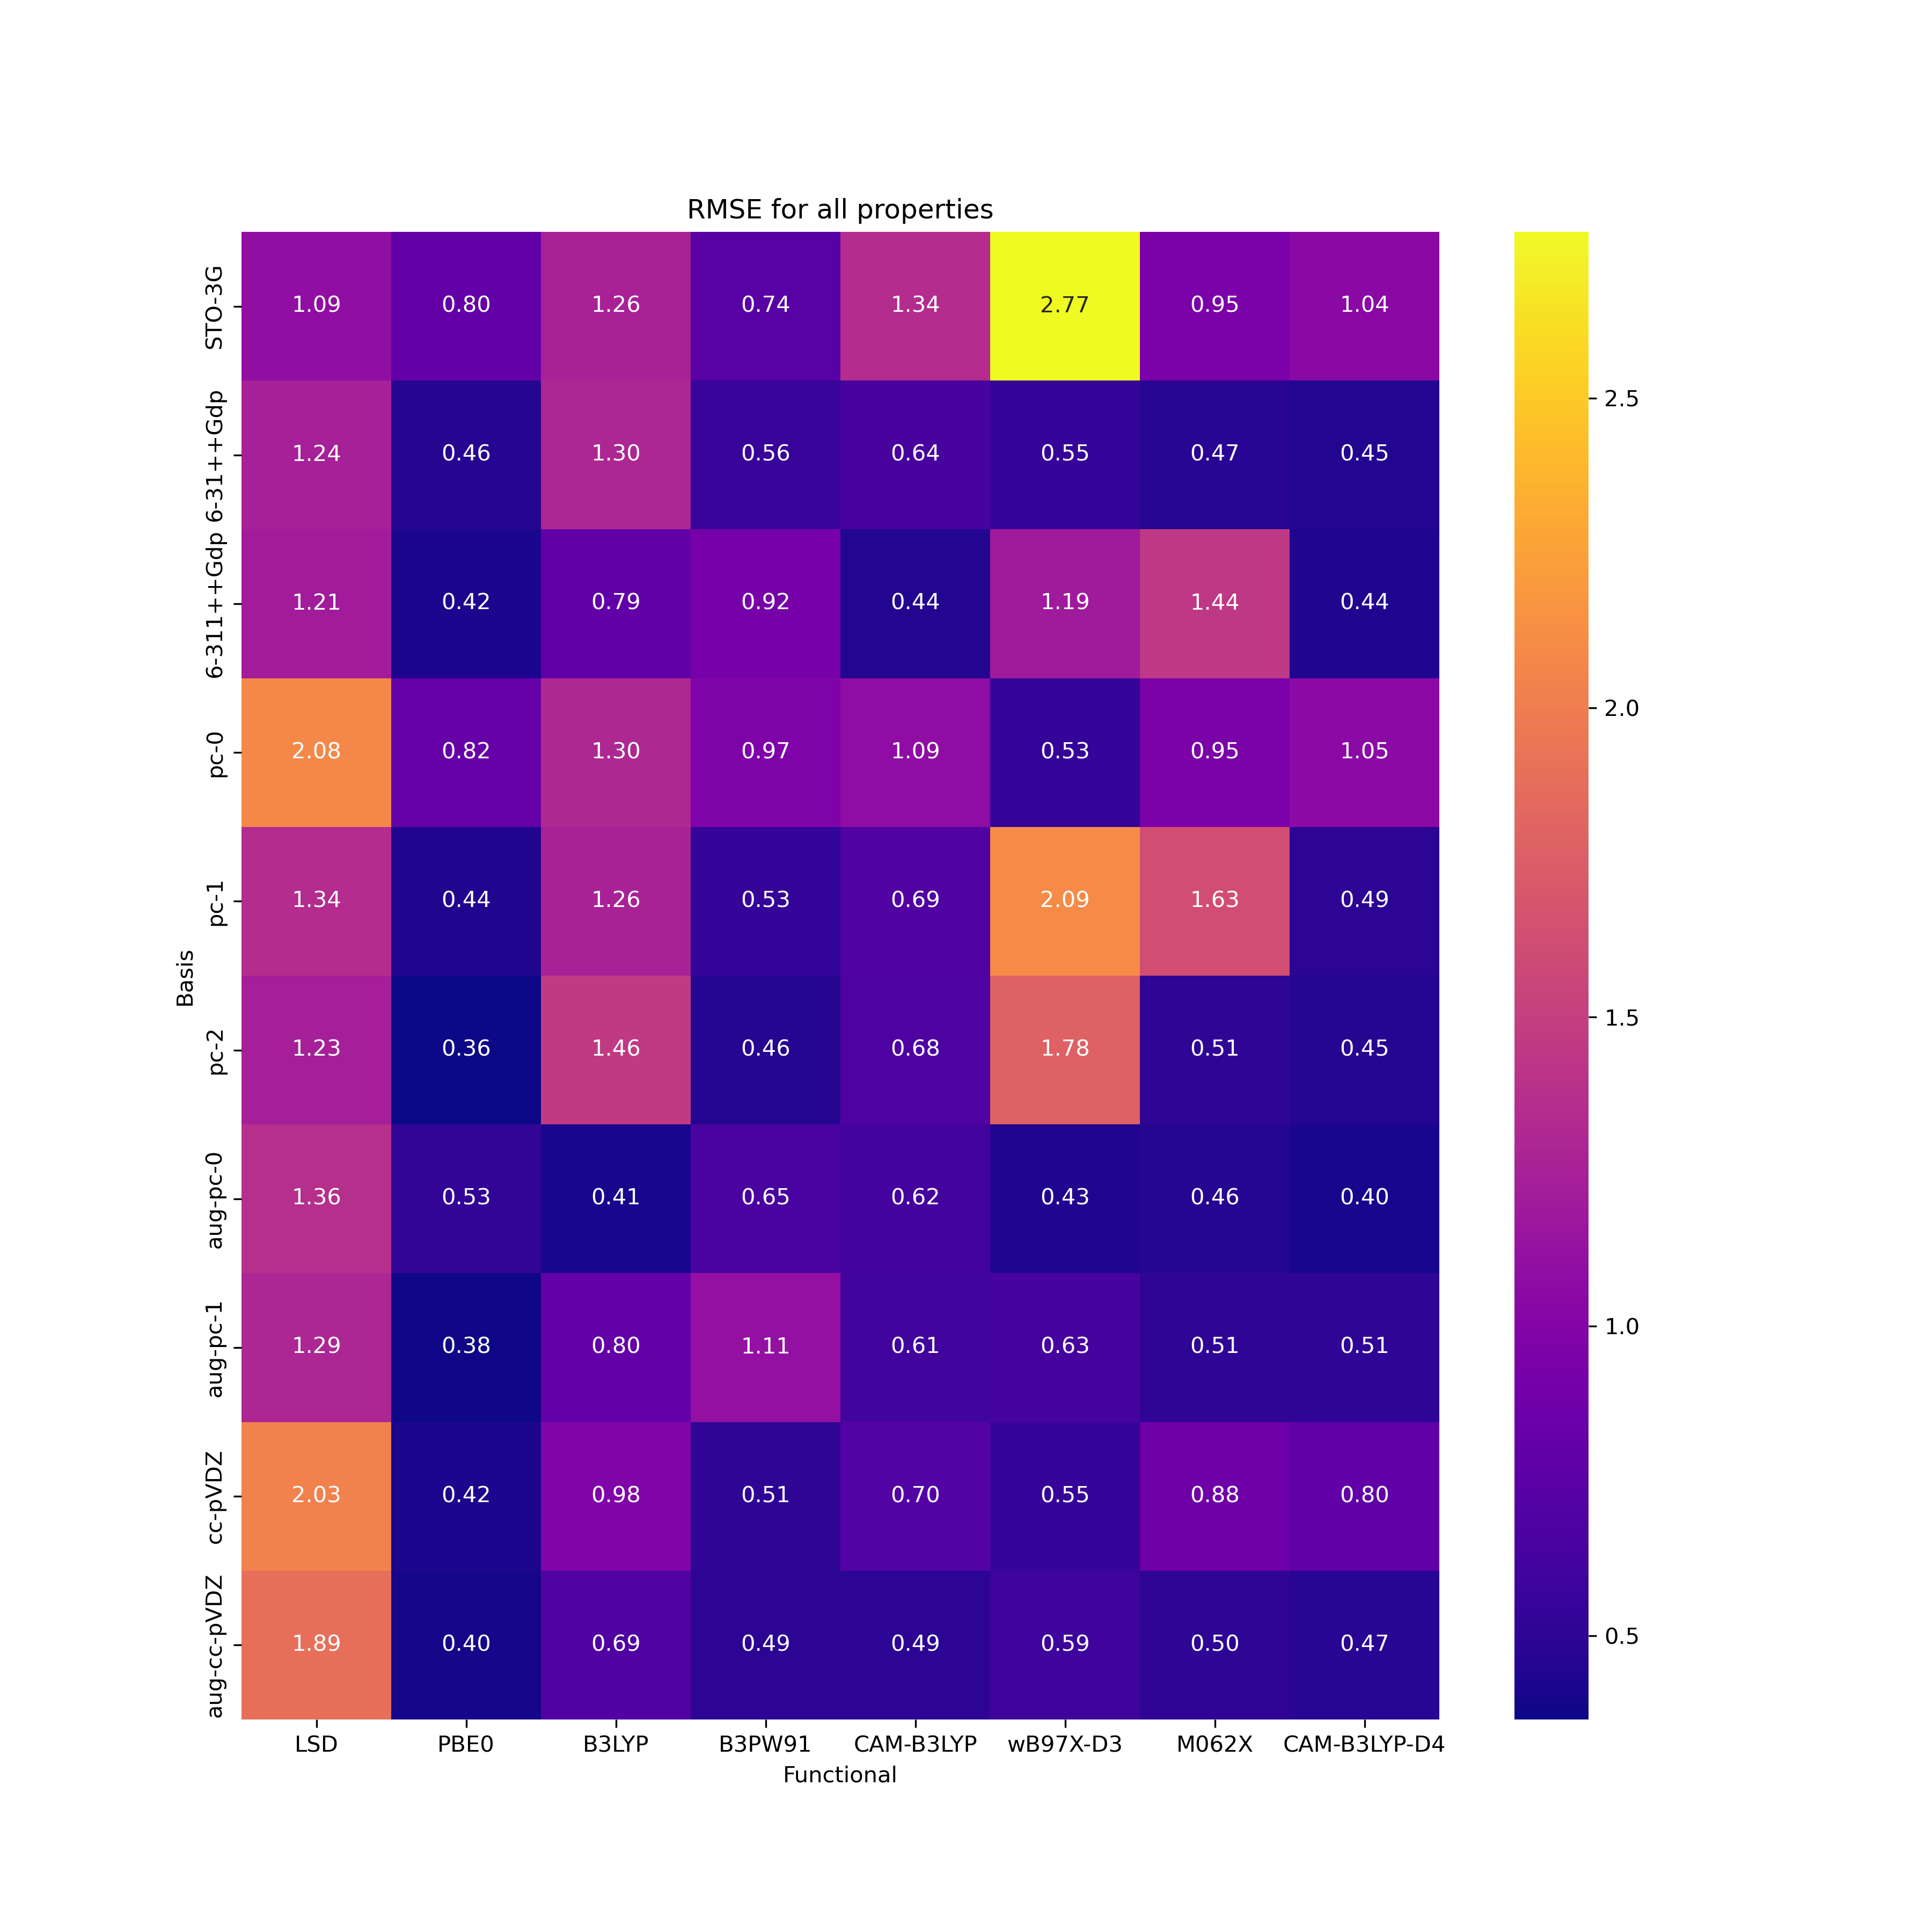 RMSE for all properties
STO-3G 1.09 0.80 1.26 0.74 1.34 2.77 0.95 1.04
6-31++Gdp 1.24 0.46 1.30 0.56 0.64 0.55 0.47 0.45
6-311++Gdp 1.21 0.42 0.79 0.92 0.44 1.19 1.44 0.44
pc-0 2.08 0.82 1.30 0.97 1.09 0.53 0.95 1.05
pc-1 1.34 0.44 1.26 0.53 0.69 2.09 1.63 0.49
pc-2 1.23 0.36 1.46 0.46 0.68 1.78 0.51 0.45
aug-pc-0 1.36 0.53 0.41 0.65 0.62 0.43 0.46 0.40
aug-pc-1 1.29 0.38 0.80 1.11 0.61 0.63 0.51 0.51
cc-pVDZ 2.03 0.42 0.98 0.51 0.70 0.55 0.88 0.80
aug-cc-pVDZ 1.89 0.40 0.69 0.49 0.49 0.59 0.50 0.47
LSD PBE0 B3LYP B3PW91 CAM-B3LYP wB97X-D3 M062X CAM-B3LYP-D4
Functional
Basis
2.5
2.0
1.5
1.0
0.5